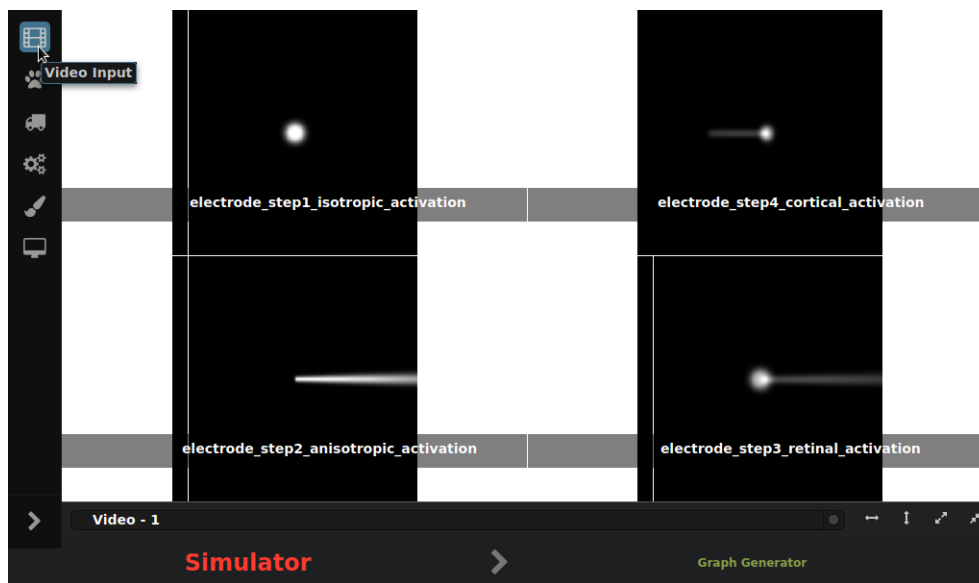 Video Input
electrode_step1_isotropic_activation
electrode_step4_cortical_activation
electrode_step2_anisotropic_activation
electrode_step3_retinal_activation
Video - 1
Simulator
Graph Generator